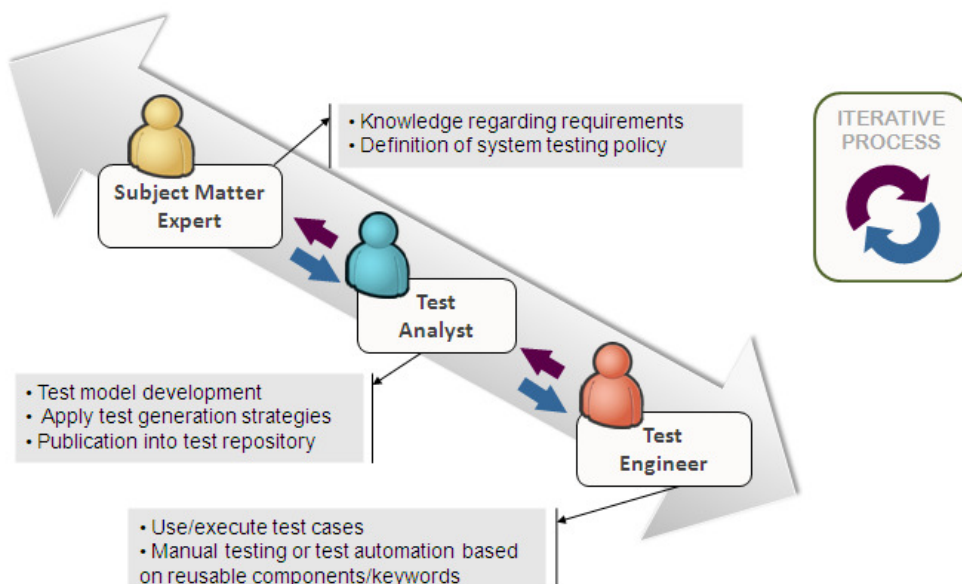 • Knowledge regarding requirements
• Definition of system testing policy
ITERATIVE
PROCESS
Subject Matter
Expert
Test
Analyst
• Test model development
• Apply test generation strategies
• Publication into test repository
Test
Engineer
• Use/execute test cases
• Manual testing or test automation based
on reusable components/keywords